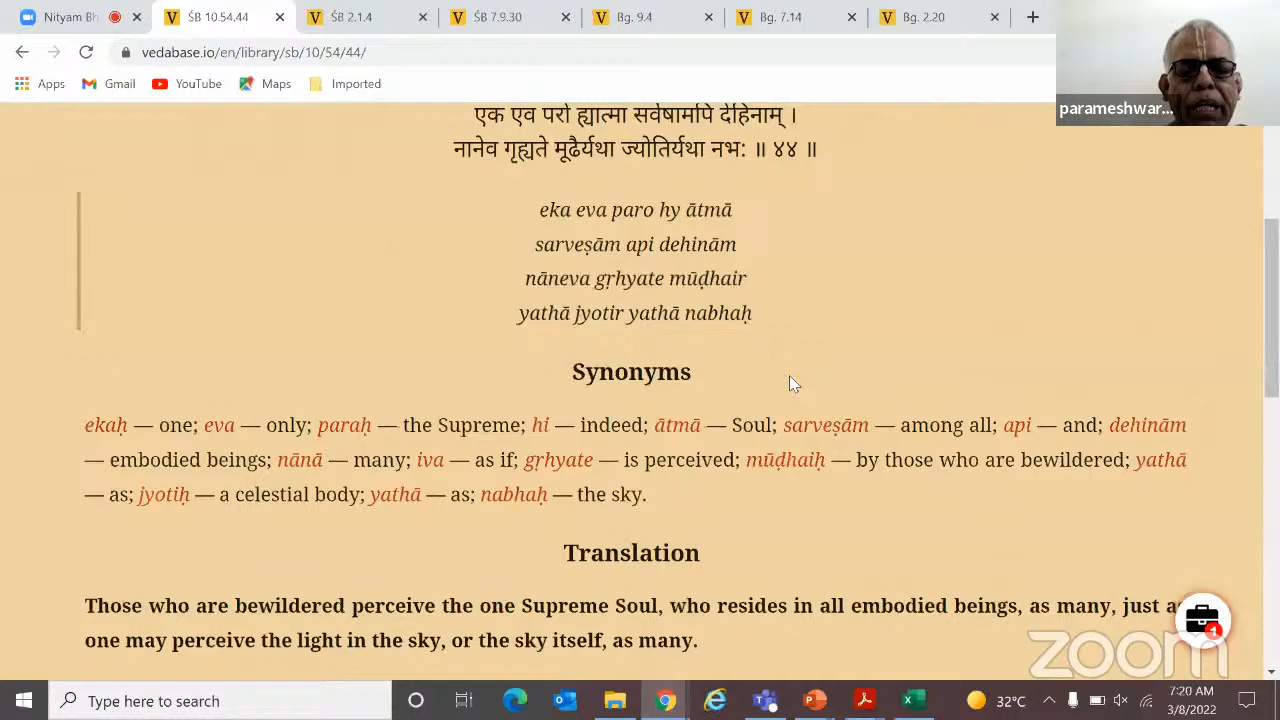 Nityam Bh
ŚB 10.54.44
ŚB 2.1.4
ŚB 7.9.30
Bg. 9.4
Bg. 7.14
Bg. 2.20
vedabase.io/en/library/sb/10/54/44/
Apps Gmail YouTube Maps Imported
parameshwar...
एक एव परो ह्यात्मा सर्वेषामपि देहिनाम् ।
नानेव गृह्यते मूढैर्यथा ज्योतिर्यथा नभ: ॥ ४४ ॥
eka eva paro hy ātmā
sarveṣām api dehinām
nāneva gṛhyate mūḍhair
yathā jyotir yathā nabhaḥ
Synonyms
ekaḥ — one; eva — only; paraḥ — the Supreme; hi — indeed; ātmā — Soul; sarveṣām — among all; api — and; dehinām
— embodied beings; nānā — many; iva — as if; gṛhyate — is perceived; mūḍhaiḥ — by those who are bewildered; yathā
— as; jyotiḥ — a celestial body; yathā — as; nabhaḥ — the sky.
Translation
Those who are bewildered perceive the one Supreme Soul, who resides in all embodied beings, as many, just as
one may perceive the light in the sky, or the sky itself, as many.
1
zoom
Type here to search
32°C
7:20 AM
3/8/2022